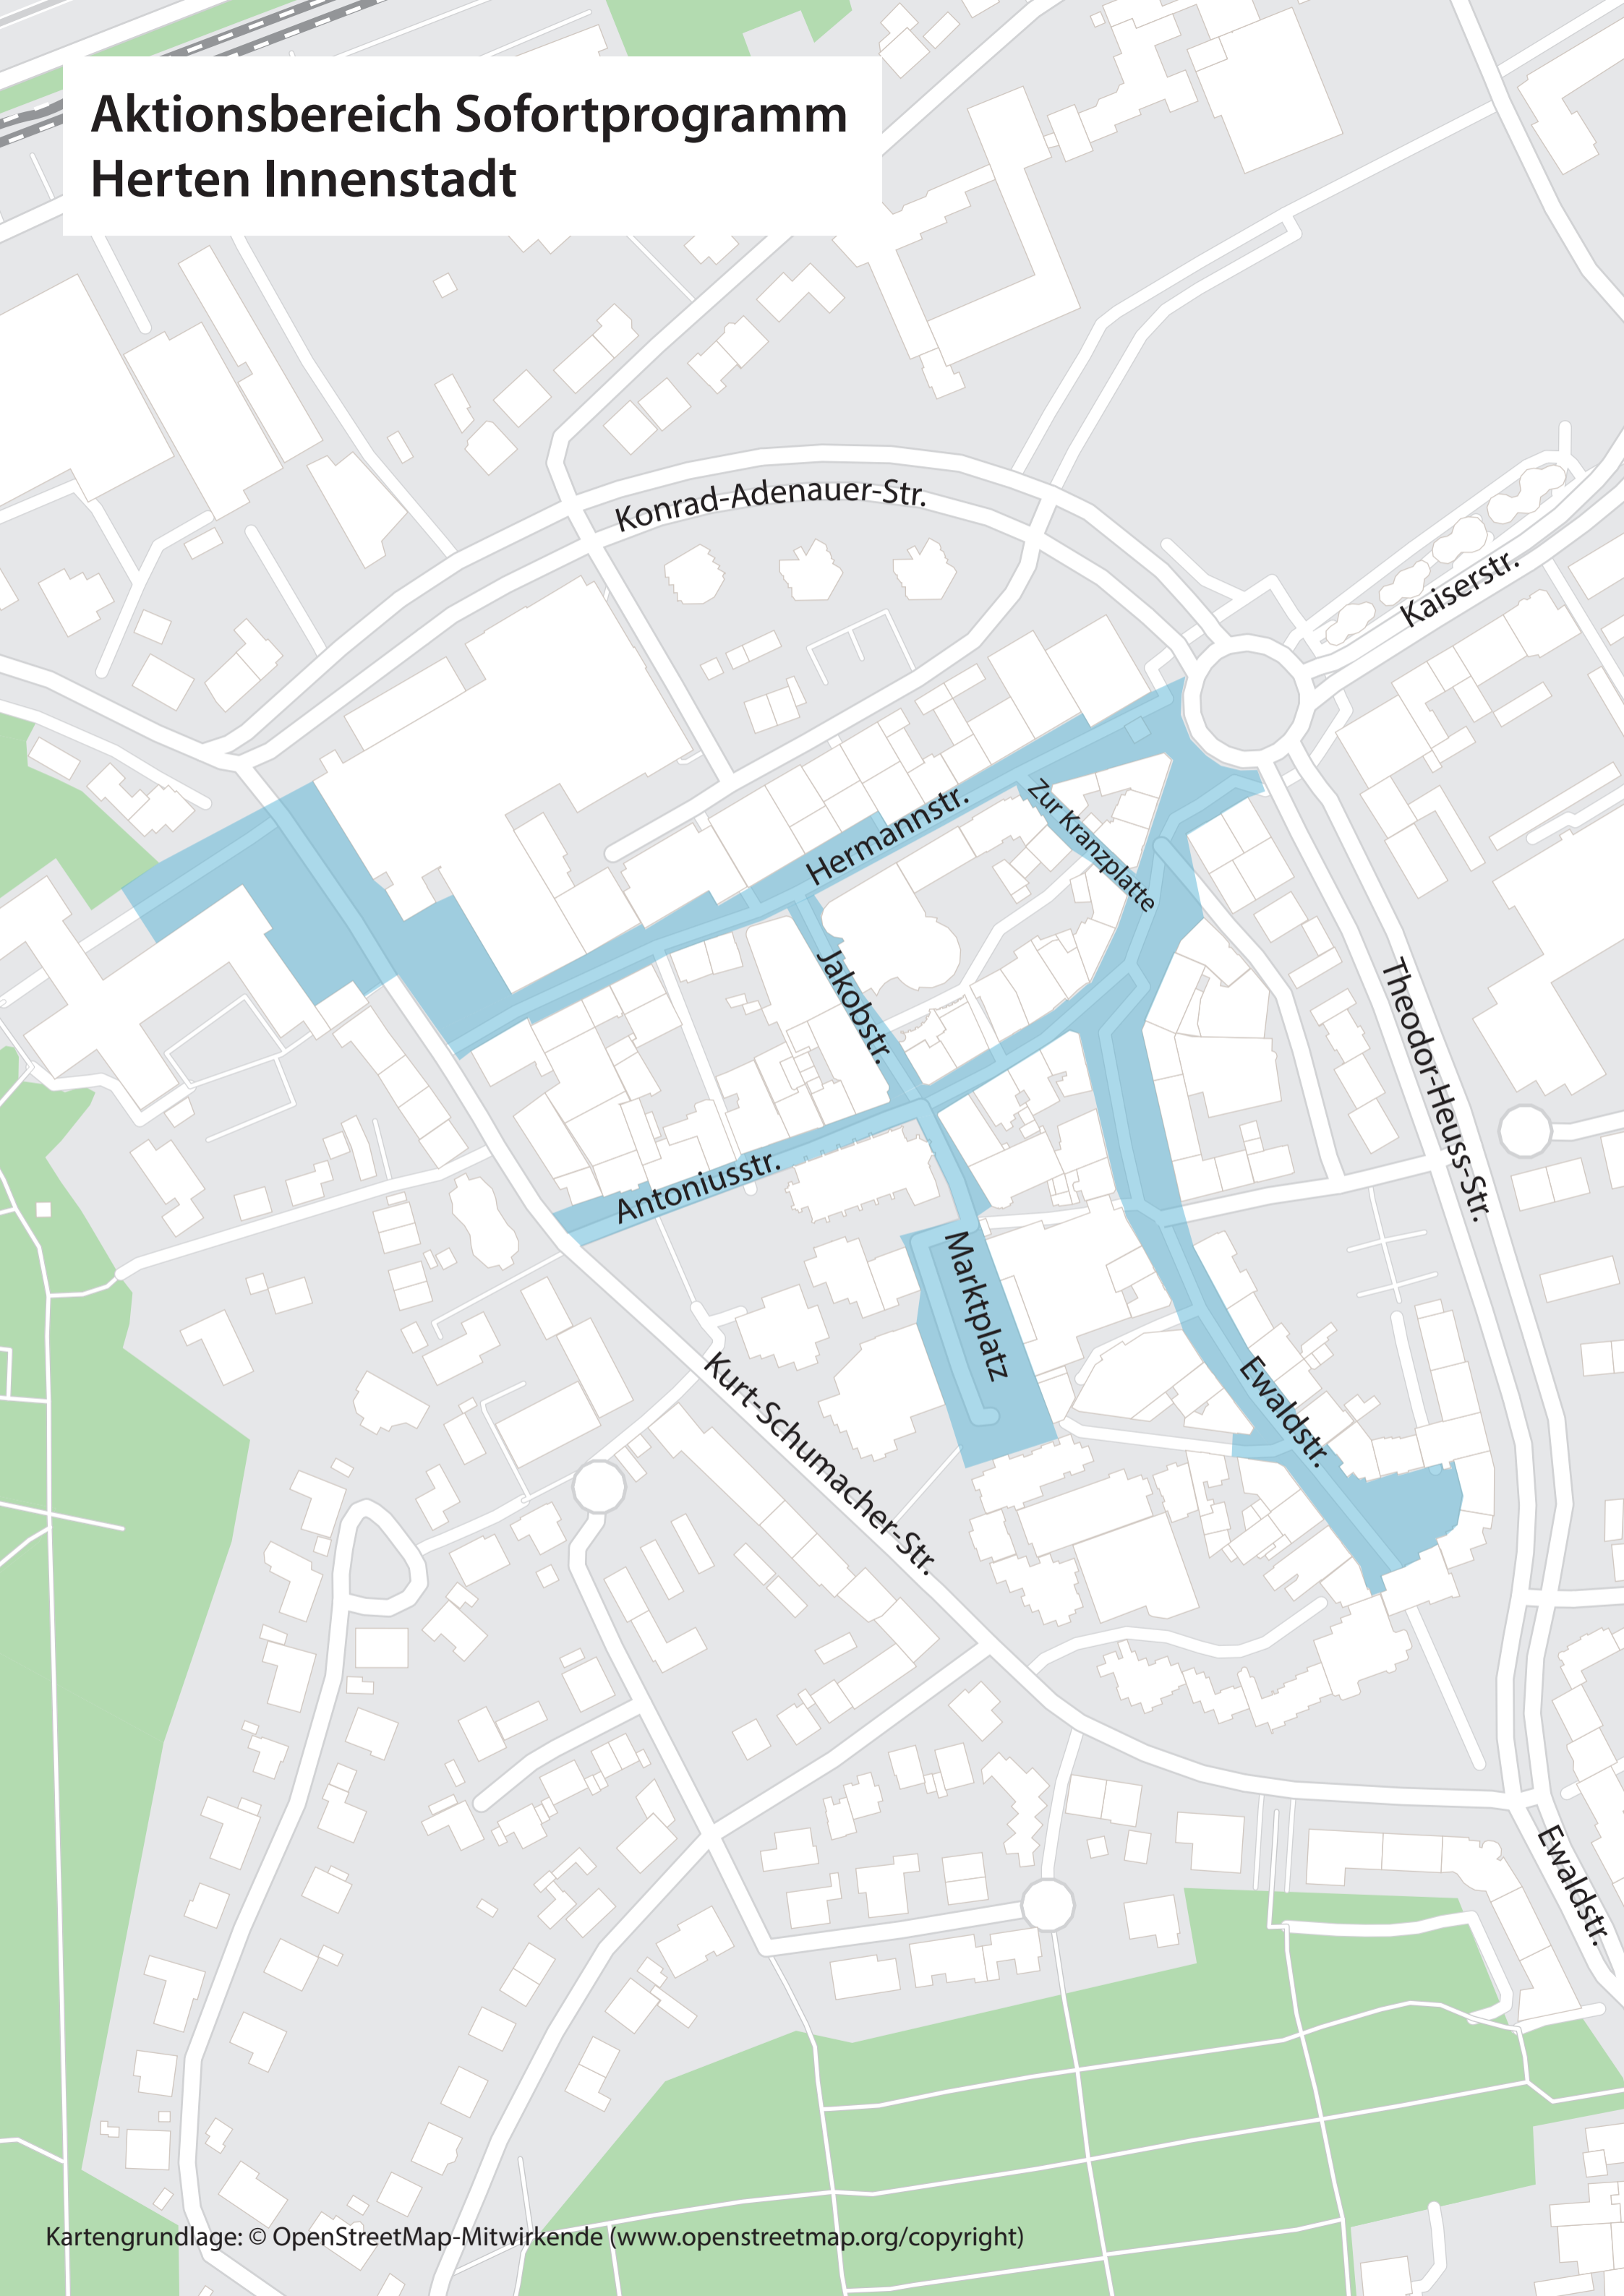 Aktionsbereich Sofortprogramm
Herten Innenstadt
Konrad-Adenauer-Str.
Kaiserstr.
Zur Kranzplatte
Hermannstr.
Jakobstr.
Theodor-Heuss-Str.
Antoniusstr.
Marktplatz
Kurt-Schumacher-Str.
Ewaldstr.
Ewaldstr.
Kartengrundlage: © OpenStreetMap-Mitwirkende (www.openstreetmap.org/copyright)